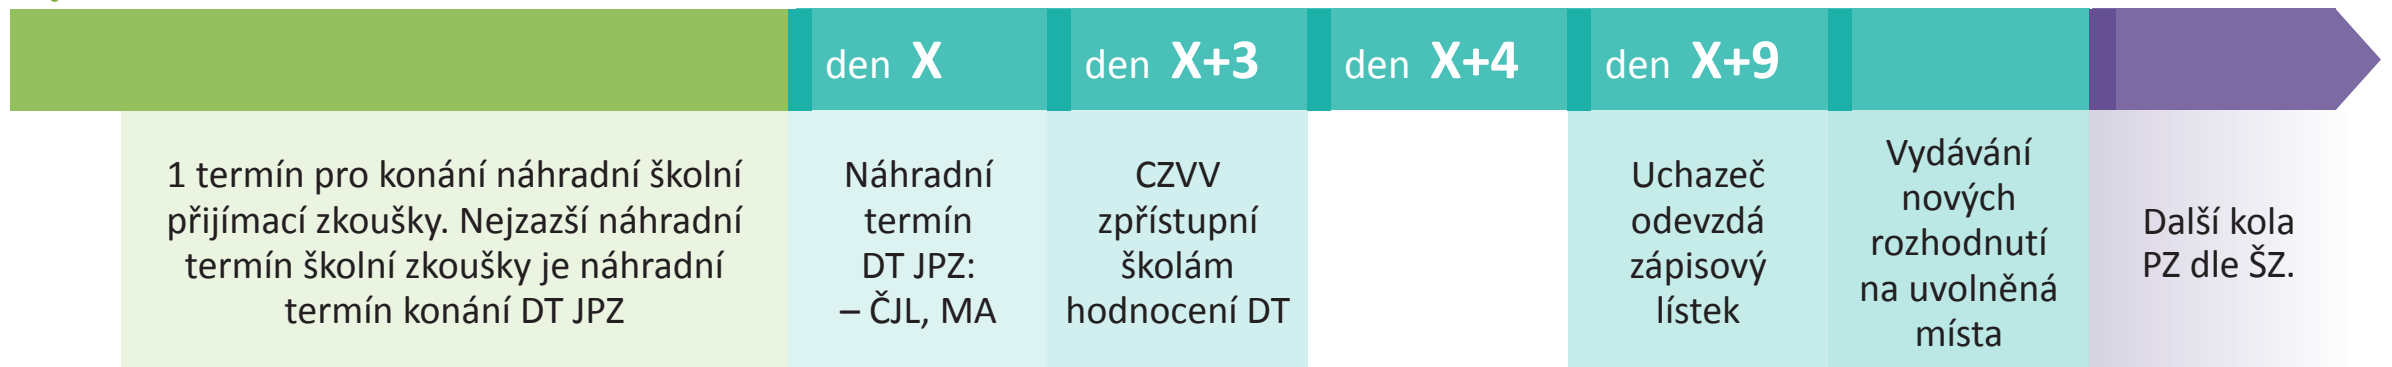 den X
den X+3
den X+4
den X+9
1 termín pro konání náhradní školní
přijímací zkoušky. Nejzazší náhradní
termín školní zkoušky je náhradní
termín konání DT JPZ
Náhradní
termín
DT JPZ:
– ČJL, MA
CZVV
zpřístupní
školám
hodnocení DT
Uchazeč
odevzdá
zápisový
lístek
Vydávání
nových
rozhodnutí
na uvolněná
místa
Další kola
PZ dle ŠZ.